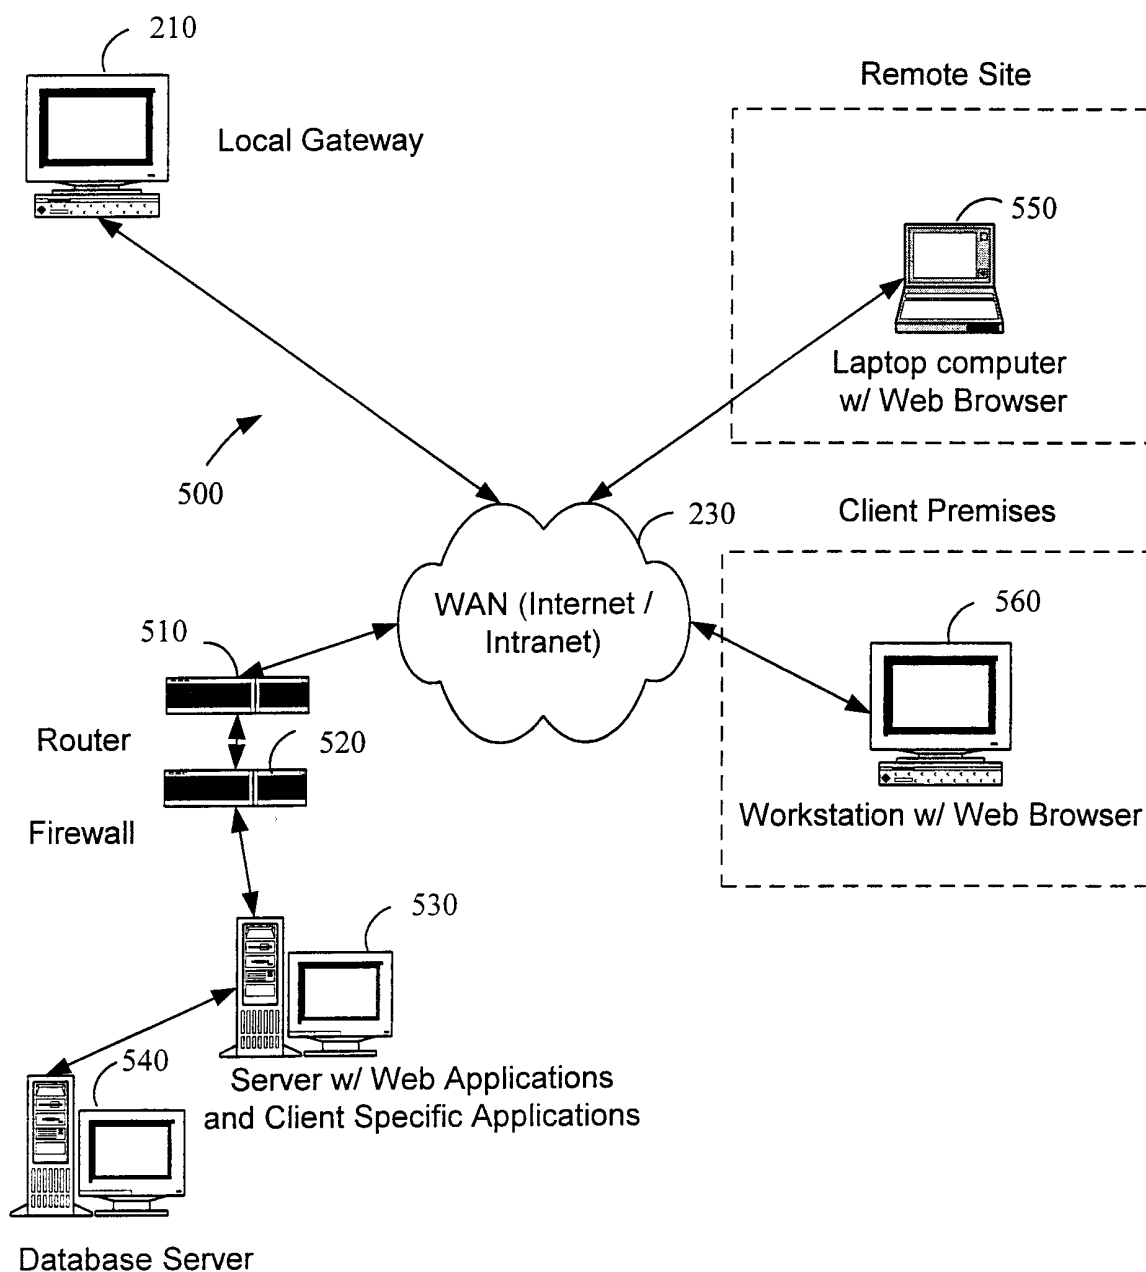 210
Remote Site
Local Gateway
550
Laptop computer
w/ Web Browser
500
230
Client Premises
WAN (Internet /
Intranet)
560
510
Router
520
Workstation w/ Web Browser
Firewall
530
540
Server w/ Web Applications
and Client Specific Applications
Database Server